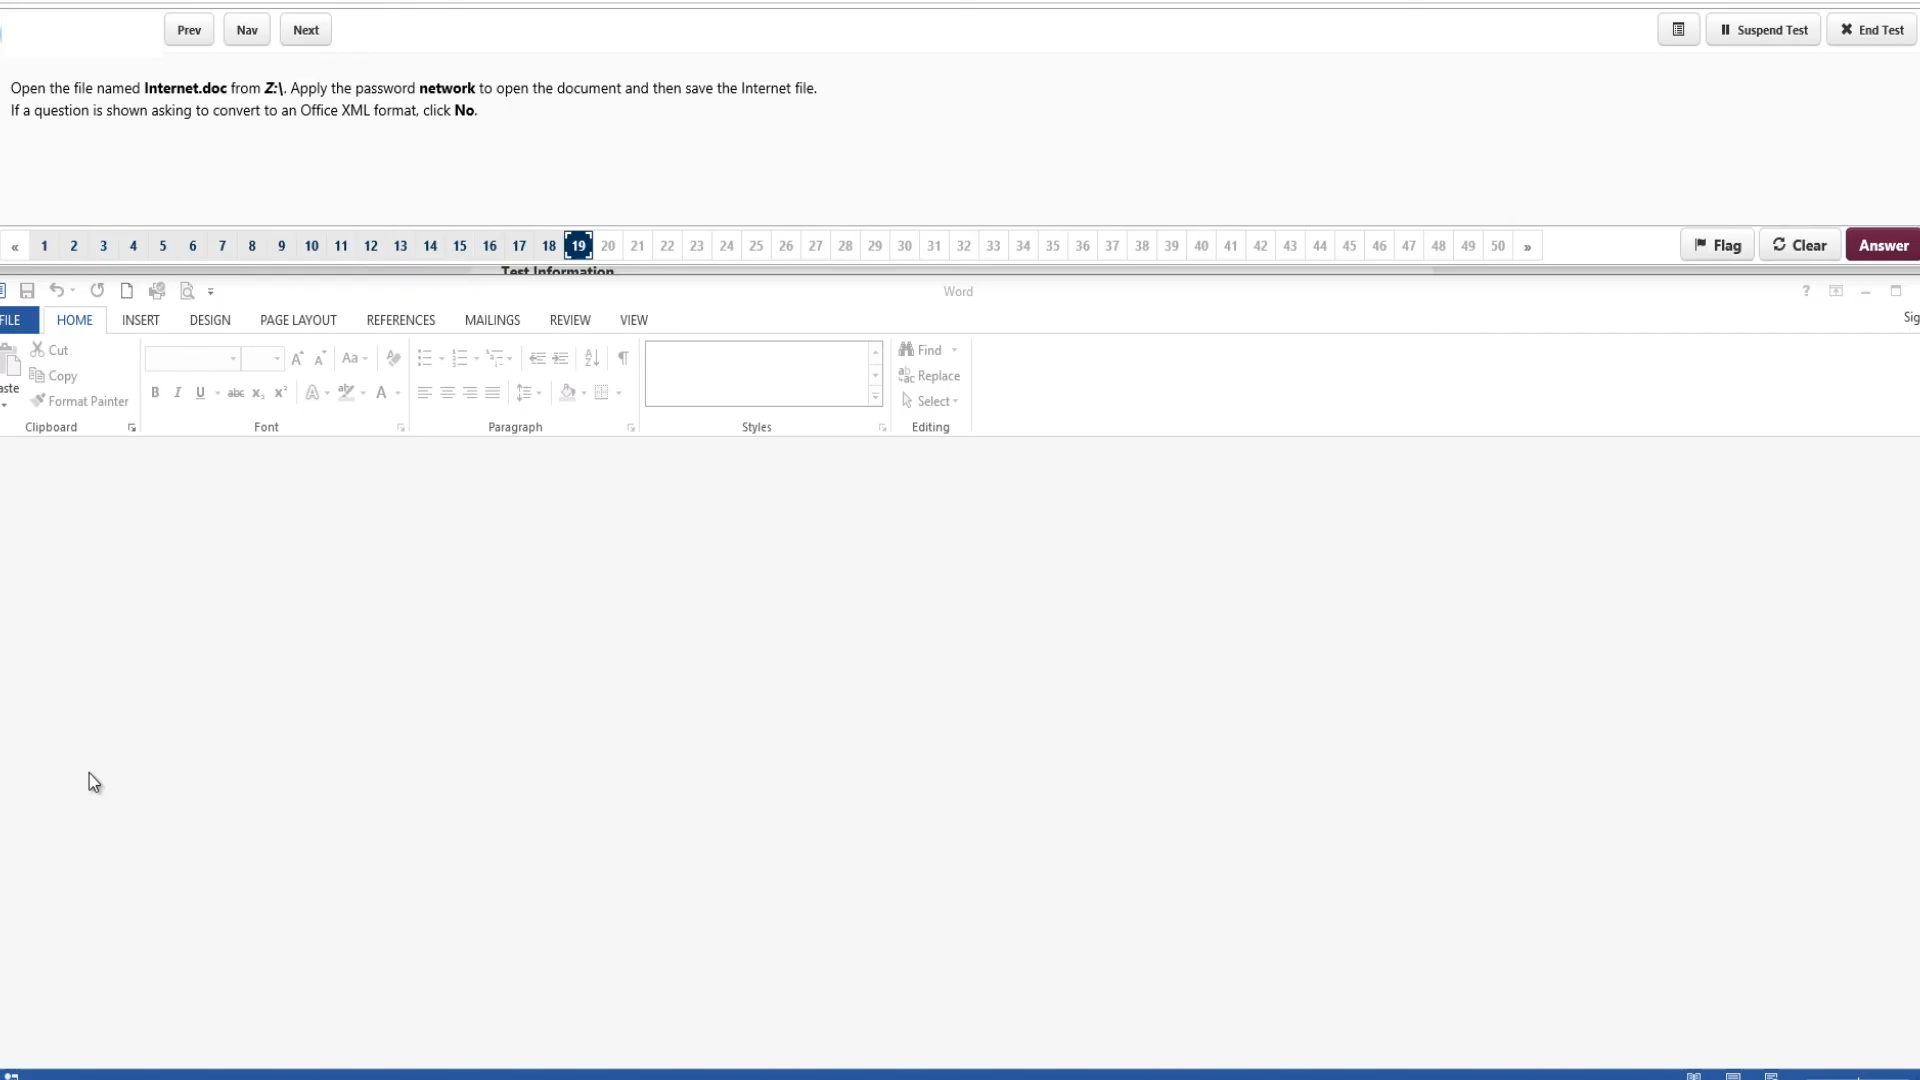 Prev Nav Next Suspend Test End Test
Open the file named Internet.doc from Z:\. Apply the password network to open the document and then save the Internet file.
If a question is shown asking to convert to an Office XML format, click No.
« 1 2 3 4 5 6 7 8 9 10 11 12 13 14 15 16 17 18 19 20 21 22 23 24 25 26 27 28 29 30 31 32 33 34 35 36 37 38 39 40 41 42 43 44 45 46 47 48 49 50 » Flag Clear Answer
Test Information
Word ?
FILE HOME INSERT DESIGN PAGE LAYOUT REFERENCES MAILINGS REVIEW VIEW Sig
Cut Aa Find
Copy Replace
aste
Format Painter B I U abc x₂ x² A ab A Select
Clipboard Font Paragraph Styles Editing